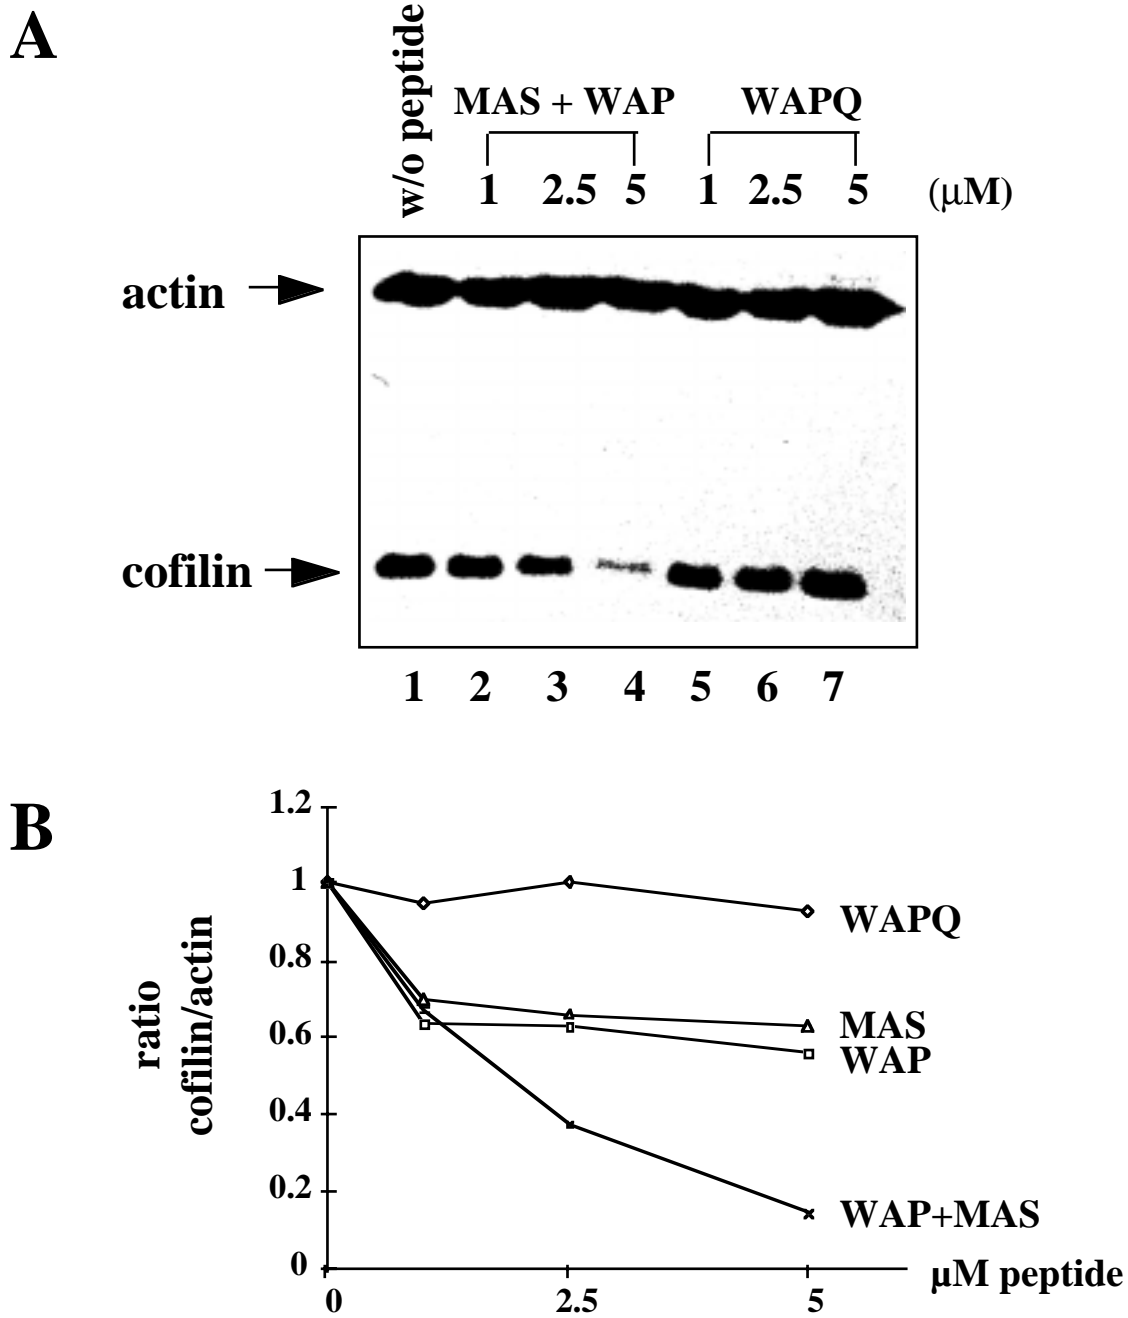 A
w/o peptide
MAS + WAP WAPQ
1 2.5 5 1 2.5 5 (μM)
actin
cofilin
1 2 3 4 5 6 7
B
ratio
cofilin/actin
1.2
1
0.8
0.6
0.4
0.2
0
WAPQ
MAS
WAP
WAP+MAS
0 2.5 5
μM peptide